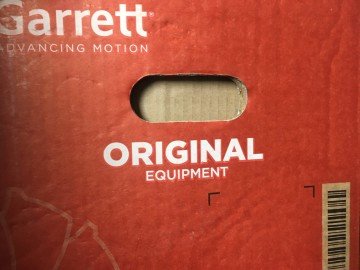 Garrett
ADVANCING MOTION
ORIGINAL
EQUIPMENT